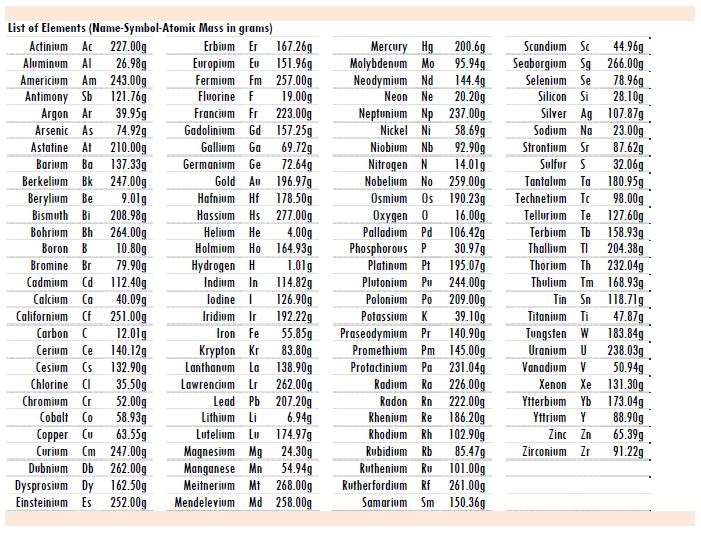 List of Elements (Name-Symbol-Atomic Mass in grams)
Actinium Ac 227.00g
Aluminum Al 26.98g
Americium Am 243.00g
Antimony Sb 121.76g
Argon Ar 39.95g
Arsenic As 74.92g
Astatine At 210.00g
Barium Ba 137.33g
Berkelium Bk 247.00g
Berylium Be 9.01g
Bismuth Bi 208.98g
Bohrium Bh 264.00g
Boron B 10.80g
Bromine Br 79.90g
Cadmium Cd 112.40g
Calcium Ca 40.09g
Californium Cf 251.00g
Carbon C 12.01g
Cerium Ce 140.12g
Cesium Cs 132.90g
Chlorine Cl 35.50g
Chromium Cr 52.00g
Cobalt Co 58.93g
Copper Cu 63.55g
Curium Cm 247.00g
Dubnium Db 262.00g
Dysprosium Dy 162.50g
Einsteinium Es 252.00g
Erbium Er 167.26g
Europium Eu 151.96g
Fermium Fm 257.00g
Fluorine F 19.00g
Francium Fr 223.00g
Gadolinium Gd 157.25g
Gallium Ga 69.72g
Germanium Ge 72.64g
Gold Au 196.97g
Hafnium Hf 178.50g
Hassium Hs 277.00g
Helium He 4.00g
Holmium Ho 164.93g
Hydrogen H 1.01g
Indium In 114.82g
Iodine I 126.90g
Iridium Ir 192.22g
Iron Fe 55.85g
Krypton Kr 83.80g
Lanthanum La 138.90g
Lawrencium Lr 262.00g
Lead Pb 207.20g
Lithium Li 6.94g
Lutelium Lu 174.97g
Magnesium Mg 24.30g
Manganese Mn 54.94g
Meitnerium Mt 268.00g
Mendelevium Md 258.00g
Mercury Hg 200.6g
Molybdenum Mo 95.94g
Neodymium Nd 144.4g
Neon Ne 20.20g
Neptunium Np 237.00g
Nickel Ni 58.69g
Niobium Nb 92.90g
Nitrogen N 14.01g
Nobelium No 259.00g
Osmium Os 190.23g
Oxygen O 16.00g
Palladium Pd 106.42g
Phosphorous P 30.97g
Platinum Pt 195.07g
Plutonium Pu 244.00g
Polonium Po 209.00g
Potassium K 39.10g
Praseodymium Pr 140.90g
Promethium Pm 145.00g
Protactinium Pa 231.04g
Radium Ra 226.00g
Radon Rn 222.00g
Rhenium Re 186.20g
Rhodium Rh 102.90g
Rubidium Rb 85.47g
Ruthenium Ru 101.00g
Rutherfordium Rf 261.00g
Samarium Sm 150.36g
Scandium Sc 44.96g
Seaborgium Sg 266.00g
Selenium Se 78.96g
Silicon Si 28.10g
Silver Ag 107.87g
Sodium Na 23.00g
Strontium Sr 87.62g
Sulfur S 32.06g
Tantalum Ta 180.95g
Technetium Tc 98.00g
Tellurium Te 127.60g
Terbium Tb 158.93g
Thallium Tl 204.38g
Thorium Th 232.04g
Thulium Tm 168.93g
Tin Sn 118.71g
Titanium Ti 47.87g
Tungsten W 183.84g
Uranium U 238.03g
Vanadium V 50.94g
Xenon Xe 131.30g
Ytterbium Yb 173.04g
Yttrium Y 88.90g
Zinc Zn 65.39g
Zirconium Zr 91.22g